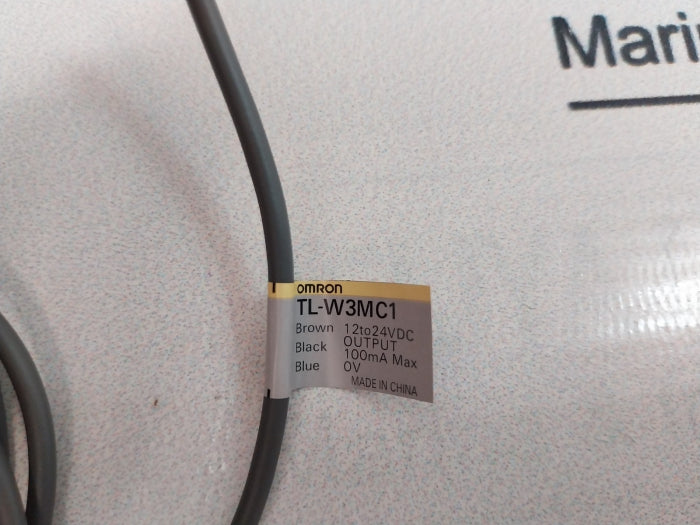 Mari
OMRON
TL-W3MC1
Brown 12to24VDC
Black OUTPUT
100mA Max
Blue 0V
MADE IN CHINA